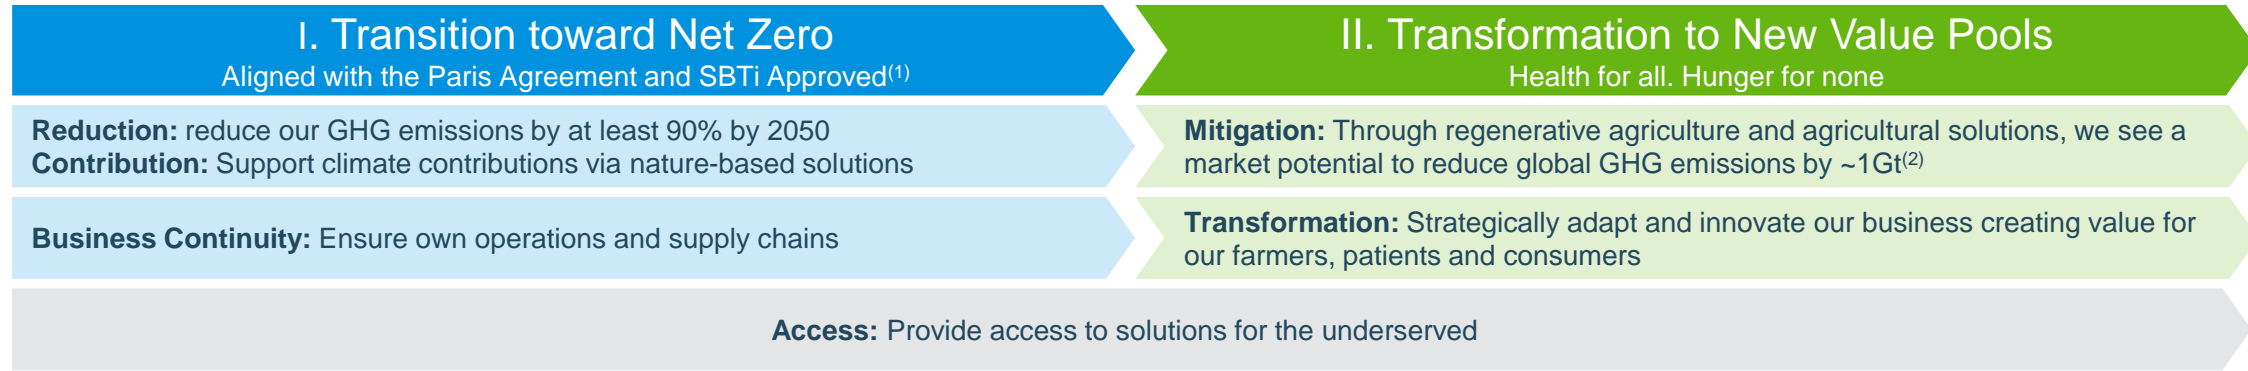 I. Transition toward Net Zero
Aligned with the Paris Agreement and SBTi Approved(1)
II. Transformation to New Value Pools
Health for all. Hunger for none
Reduction: reduce our GHG emissions by at least 90% by 2050
Contribution: Support climate contributions via nature-based solutions
Mitigation: Through regenerative agriculture and agricultural solutions, we see a
market potential to reduce global GHG emissions by ~1Gt(2)
Business Continuity: Ensure own operations and supply chains
Transformation: Strategically adapt and innovate our business creating value for
our farmers, patients and consumers
Access: Provide access to solutions for the underserved